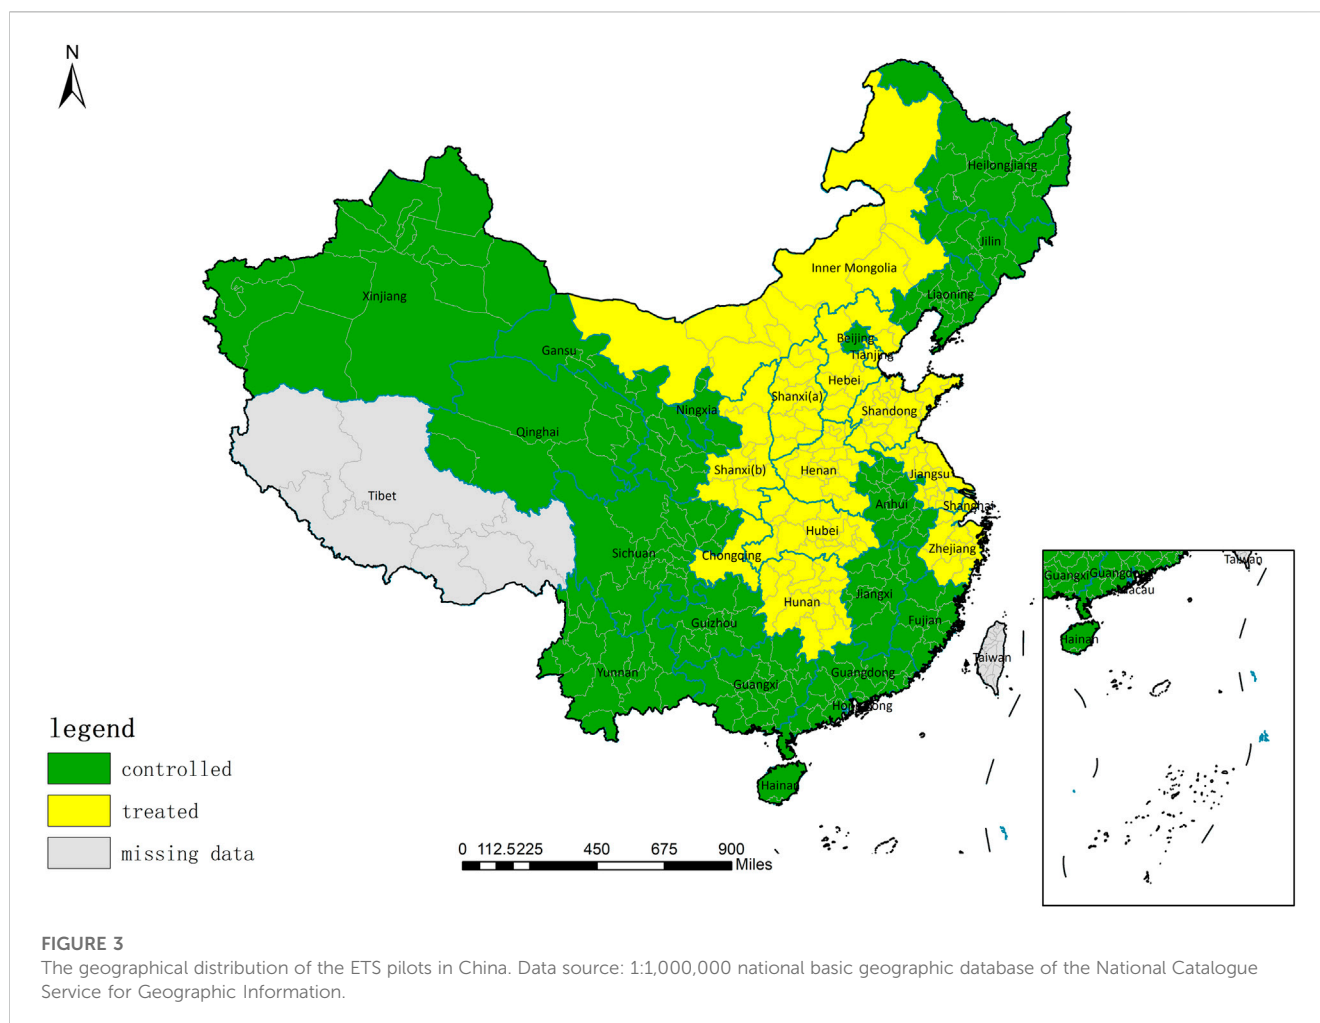 N
Heilongjiang
Jilin
Inner Mongolia
Liaoning
Xinjiang
Beijing
Tianjing
Gansu
Hebei
Shanxi(a)
Ningxia
Shandong
Qinghai
Shanxi(b)
Henan
Jiangsu
Tibet
Anhui
Shanghai
Hubei
Sichuan
Chongqing
Zhejiang
Hunan
Jiangxi
Guizhou
Fujian
Taiwan
Yunnan
Guangxi
Guangdong
Hainan
Taiwan
Guangxi
Guangdong
Macau
Hainan
legend
controlled
treated
missing data
0 112.5225 450 675 900
Miles
FIGURE 3
The geographical distribution of the ETS pilots in China. Data source: 1:1,000,000 national basic geographic database of the National Catalogue
Service for Geographic Information.